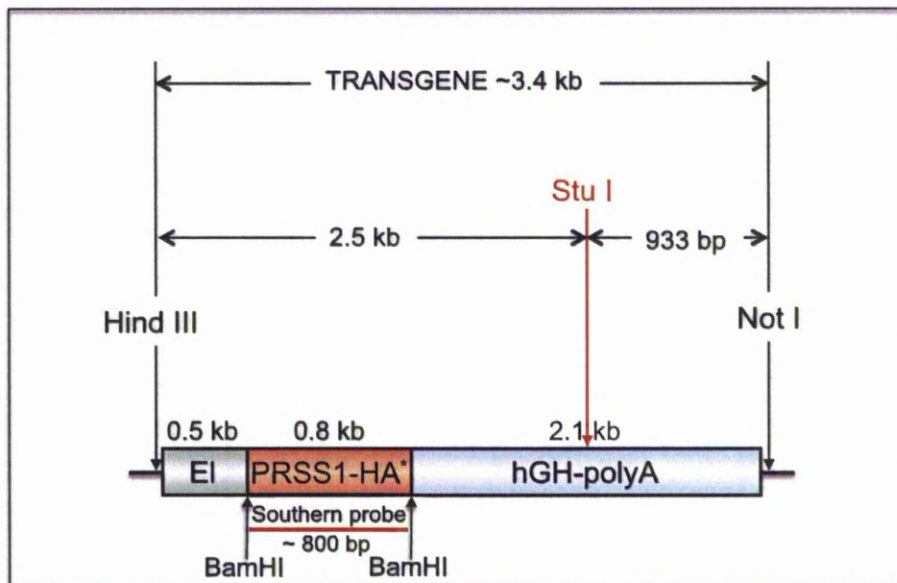 TRANSGENE ~3.4 kb
Stu I
2.5 kb
933 bp
Hind III
Not I
0.5 kb
0.8 kb
2.1 kb
EI
PRSS1-HA*
hGH-polyA
Southern probe
~ 800 bp
BamHI
BamHI